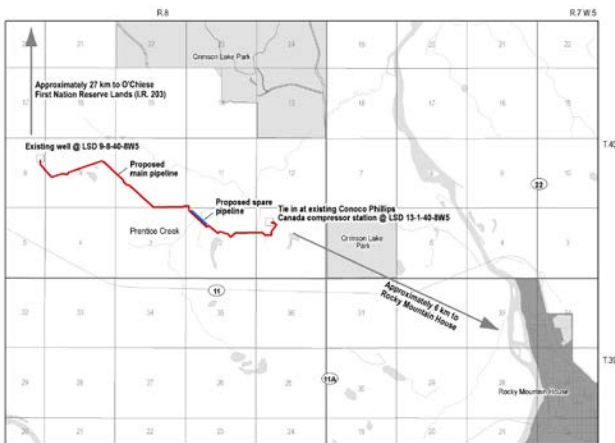 R.8
R.7 W.5
Crimson Lake Park
Approximately 27 km to O'Chiese
First Nation Reserve Lands (I.R. 203)
T.40
Existing well @ LSD 9-8-40-8W5
Proposed
main pipeline
22
Proposed spare
pipeline
Tie in at existing Conoco Phillips
Canada compressor station @ LSD 13-1-40-8W5
Prentice Creek
Crimson Lake
Park
11
Approximately 6 km to
Rocky Mountain House
T.39
11A
Rocky Mountain House